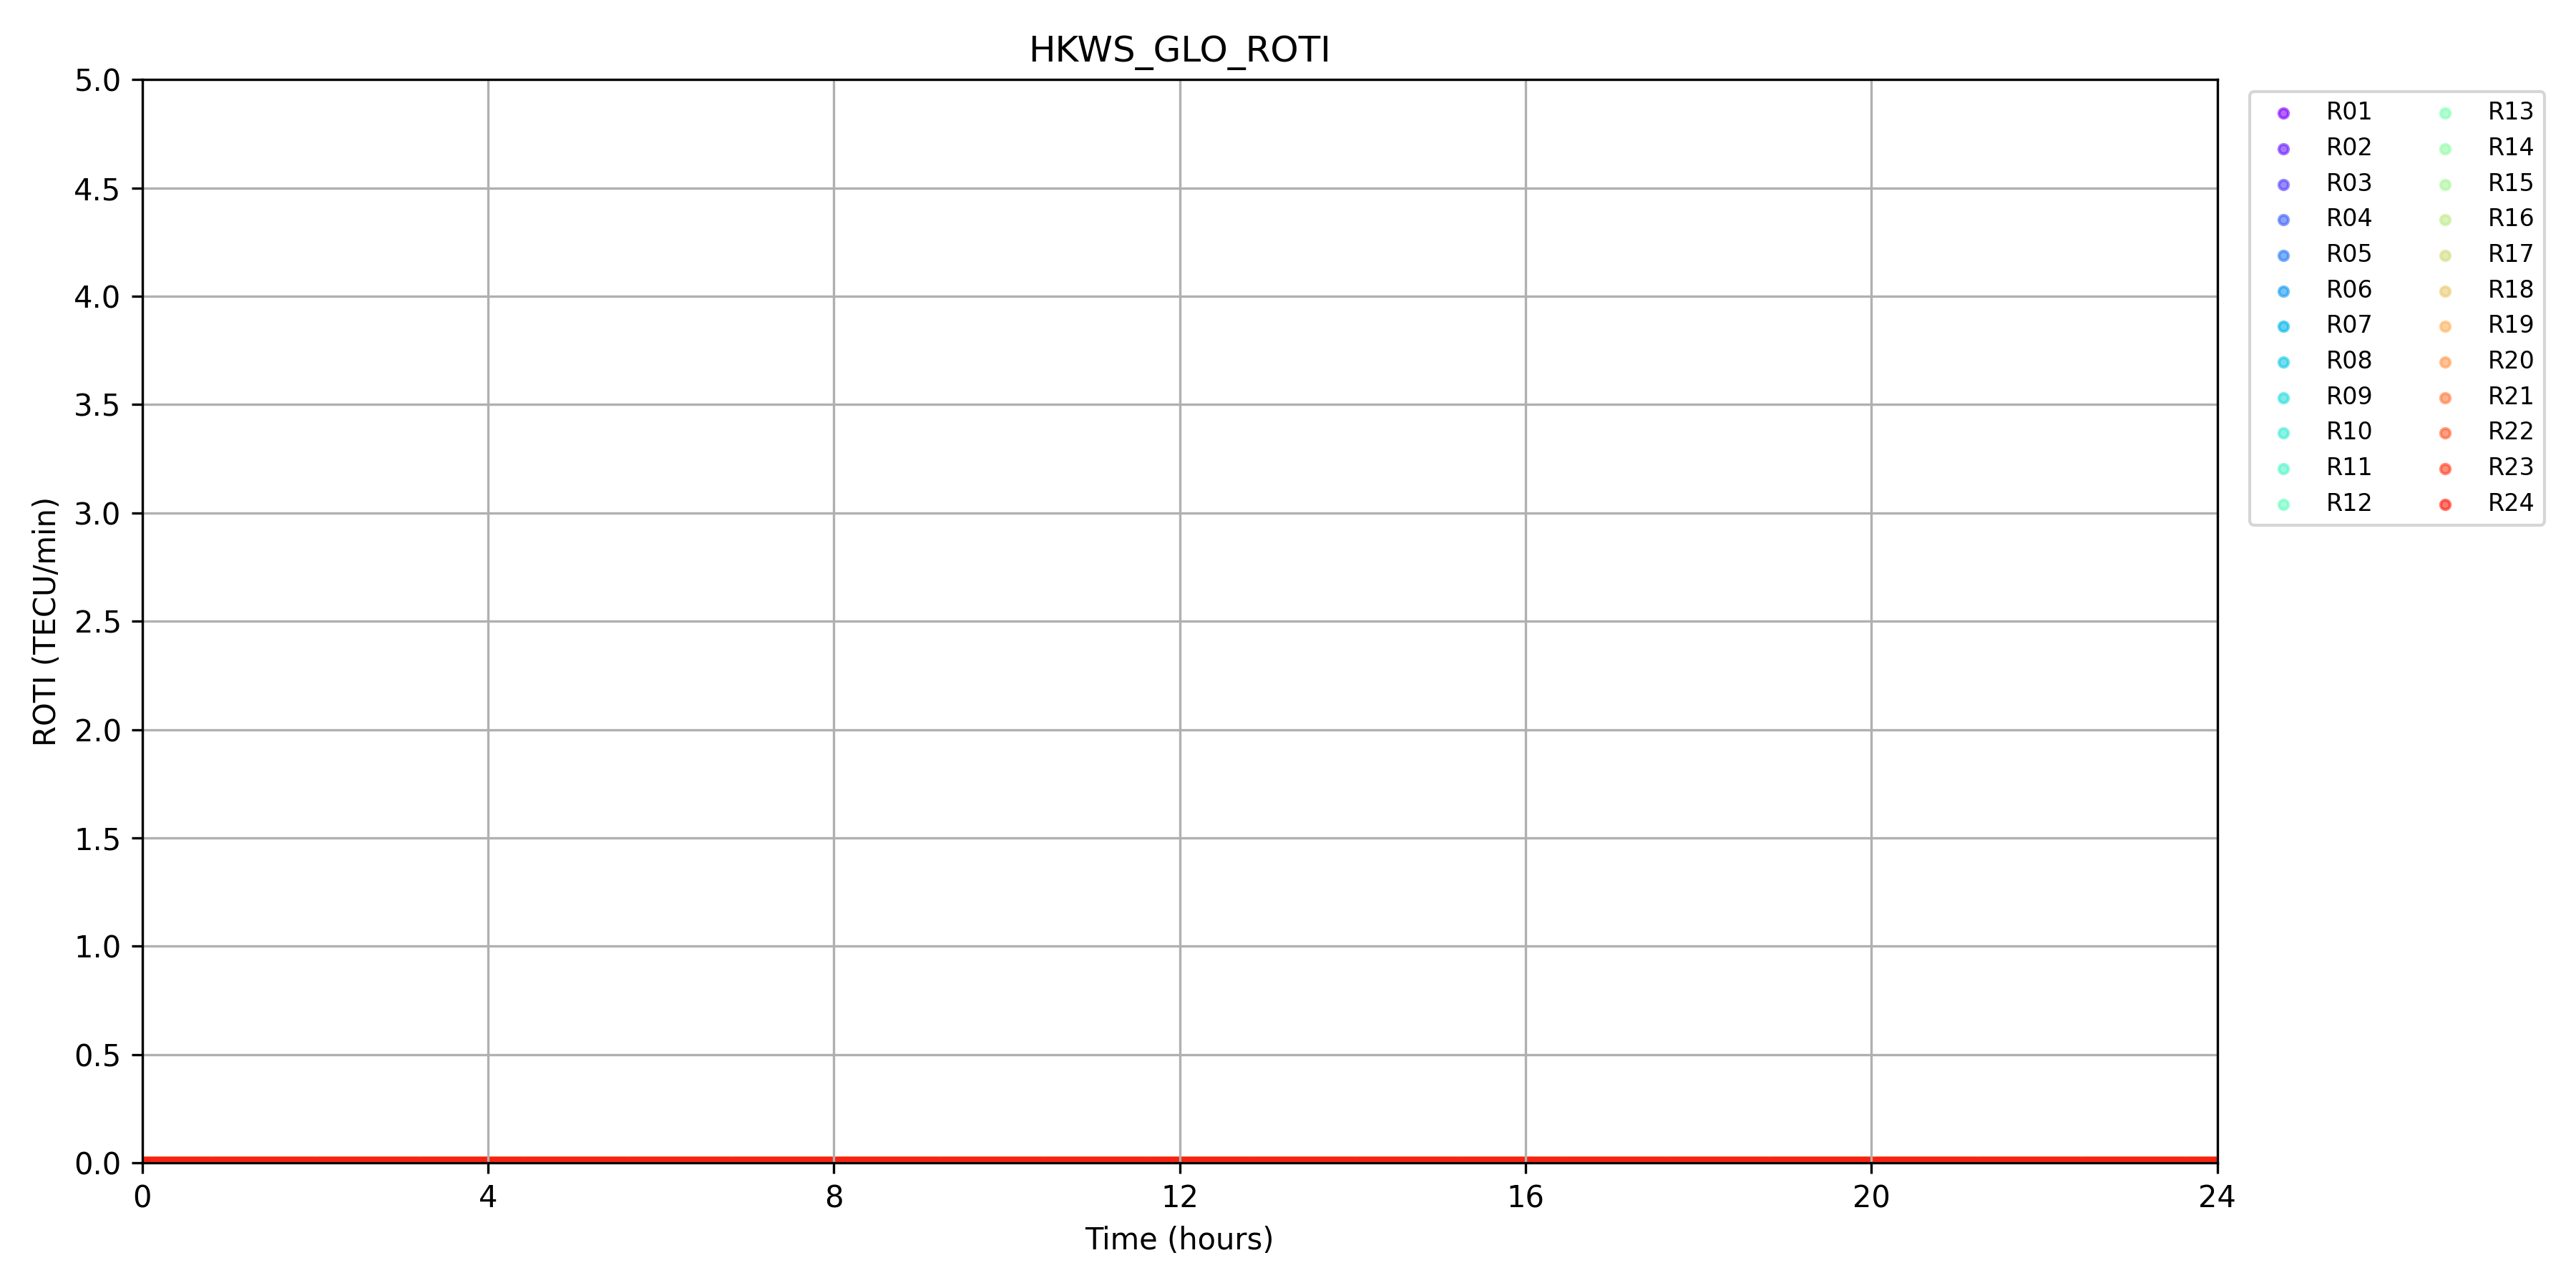 HKWS_GLO_ROTI
5.0
4.5
4.0
3.5
3.0
2.5
2.0
1.5
1.0
0.5
0.0
ROTI (TECU/min)
0 4 8 12 16 20 24
Time (hours)
R01 R13
R02 R14
R03 R15
R04 R16
R05 R17
R06 R18
R07 R19
R08 R20
R09 R21
R10 R22
R11 R23
R12 R24